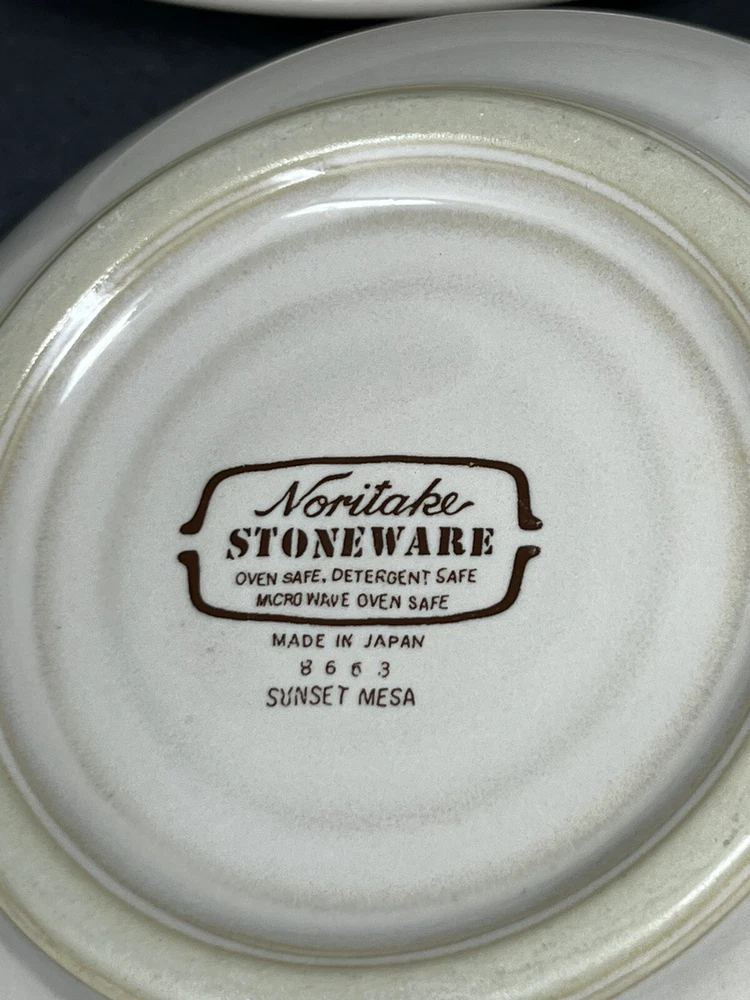 Noritake
STONEWARE
OVEN SAFE, DETERGENT SAFE
MICRO WAVE OVEN SAFE
MADE IN JAPAN
8663
SUNSET MESA